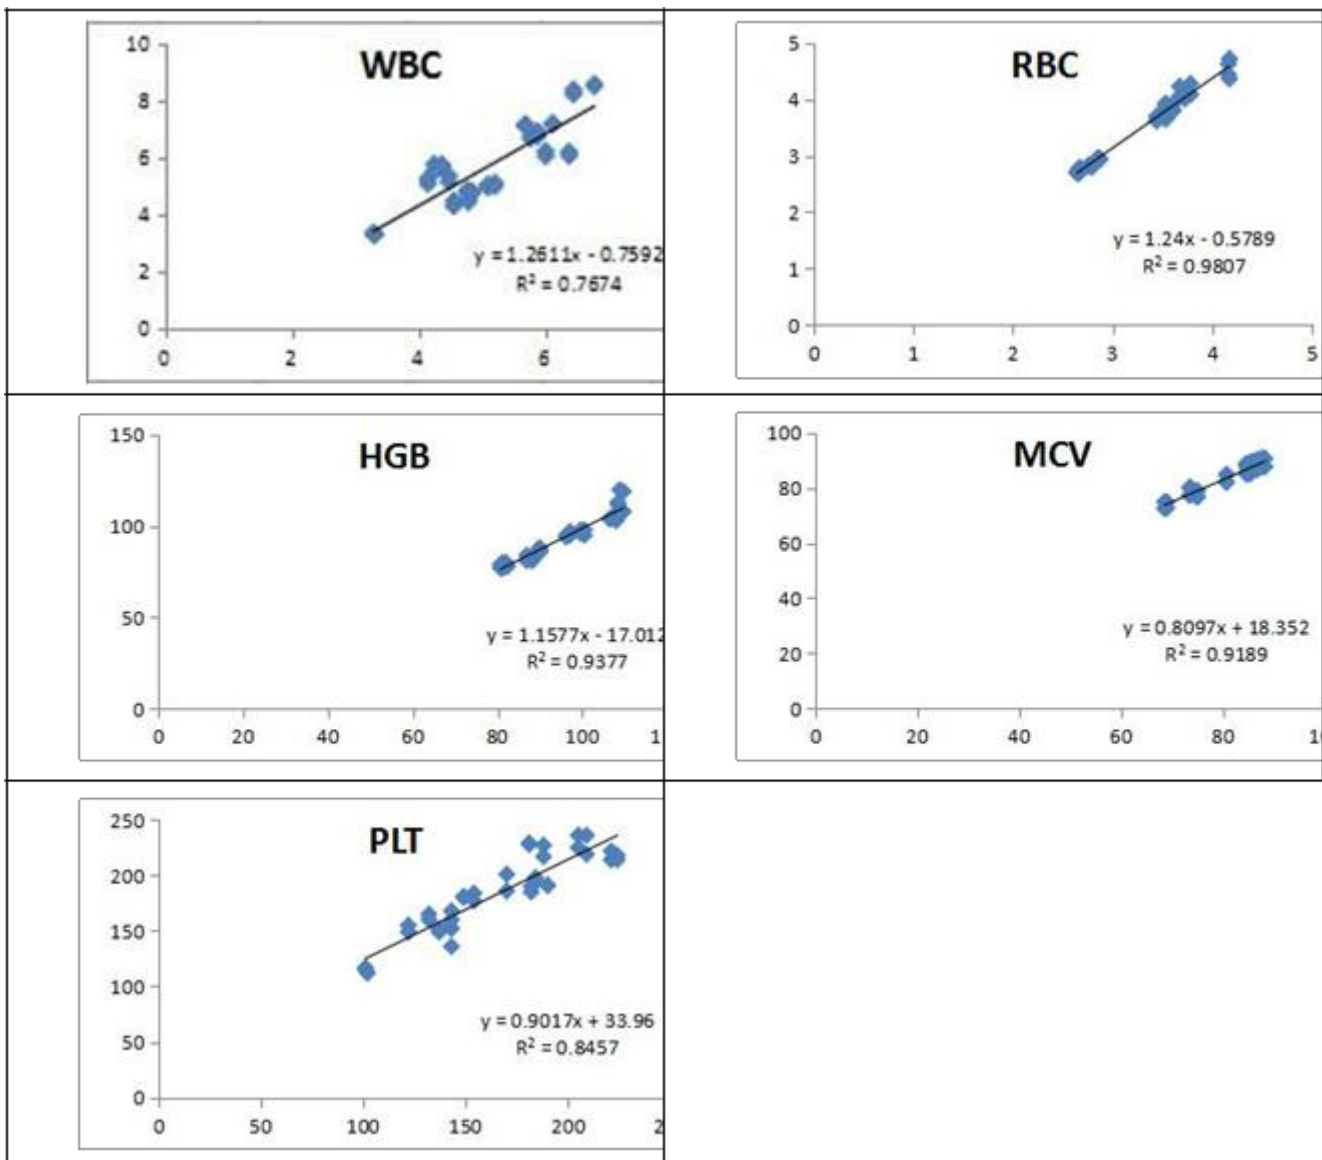 WBC
10
8
6
4
2
0
0 2 4 6
y = 1.2611x - 0.7592
R² = 0.7674
RBC
5
4
3
2
1
0
0 1 2 3 4 5
y = 1.24x - 0.5789
R² = 0.9807
HGB
150
100
50
0
0 20 40 60 80 100 1
y = 1.1577x - 17.012
R² = 0.9377
MCV
100
80
60
40
20
0
0 20 40 60 80 1
y = 0.8097x + 18.352
R² = 0.9189
PLT
250
200
150
100
50
0
0 50 100 150 200 2
y = 0.9017x + 33.96
R² = 0.8457